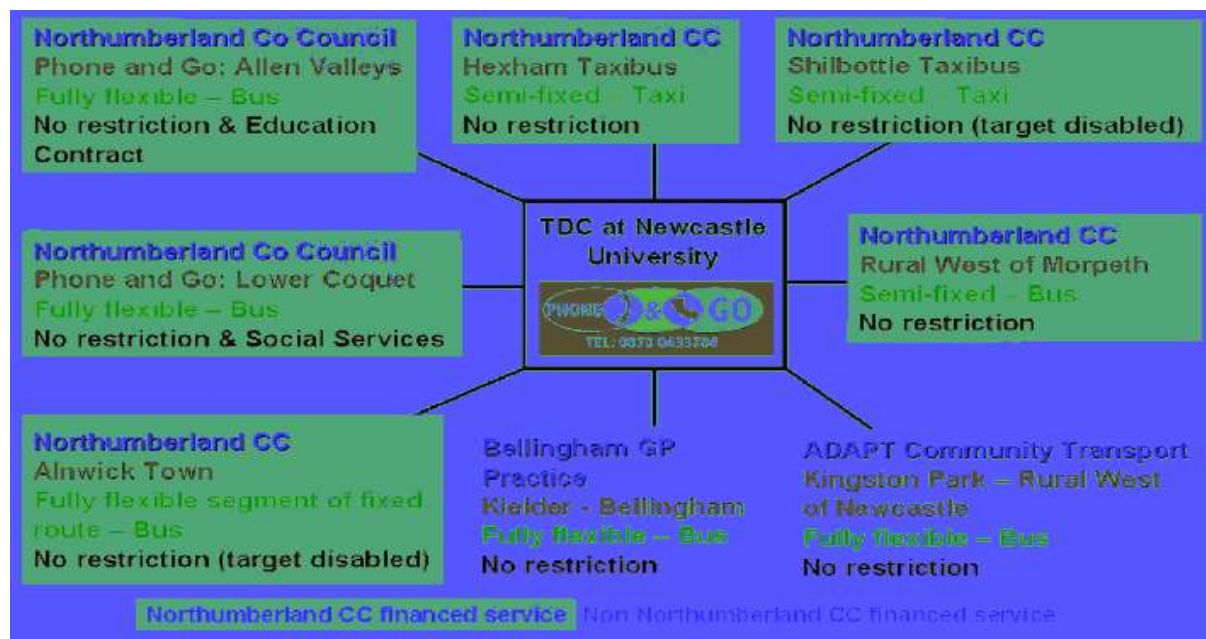 Northumberland Co Council
Phone and Go: Allen Valleys
Fully flexible – Bus
No restriction & Education
Contract
Northumberland CC
Hexham Taxibus
Semi-fixed – Taxi
No restriction
Northumberland CC
Shilbottle Taxibus
Semi-fixed – Taxi
No restriction (target disabled)
Northumberland Co Council
Phone and Go: Lower Coquet
Fully flexible – Bus
No restriction & Social Services
TDC at Newcastle
University
PHONE & GO
TEL: 0870
Northumberland CC
Rural West of Morpeth
Semi-fixed – Bus
No restriction
Northumberland CC
Alnwick Town
Fully flexible segment of fixed
route – Bus
No restriction (target disabled)
Bellingham GP
Practice
Kielder - Bellingham
Fully flexible – Bus
No restriction
ADAPT Community Transport
Kingston Park – Rural West
of Newcastle
Fully flexible – Bus
No restriction
Northumberland CC financed service Non Northumberland CC financed service